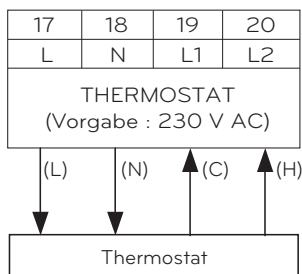 17 18 19 20
L N L1 L2
THERMOSTAT
(Vorgabe : 230 V AC)
(L) (N) (C) (H)
Thermostat